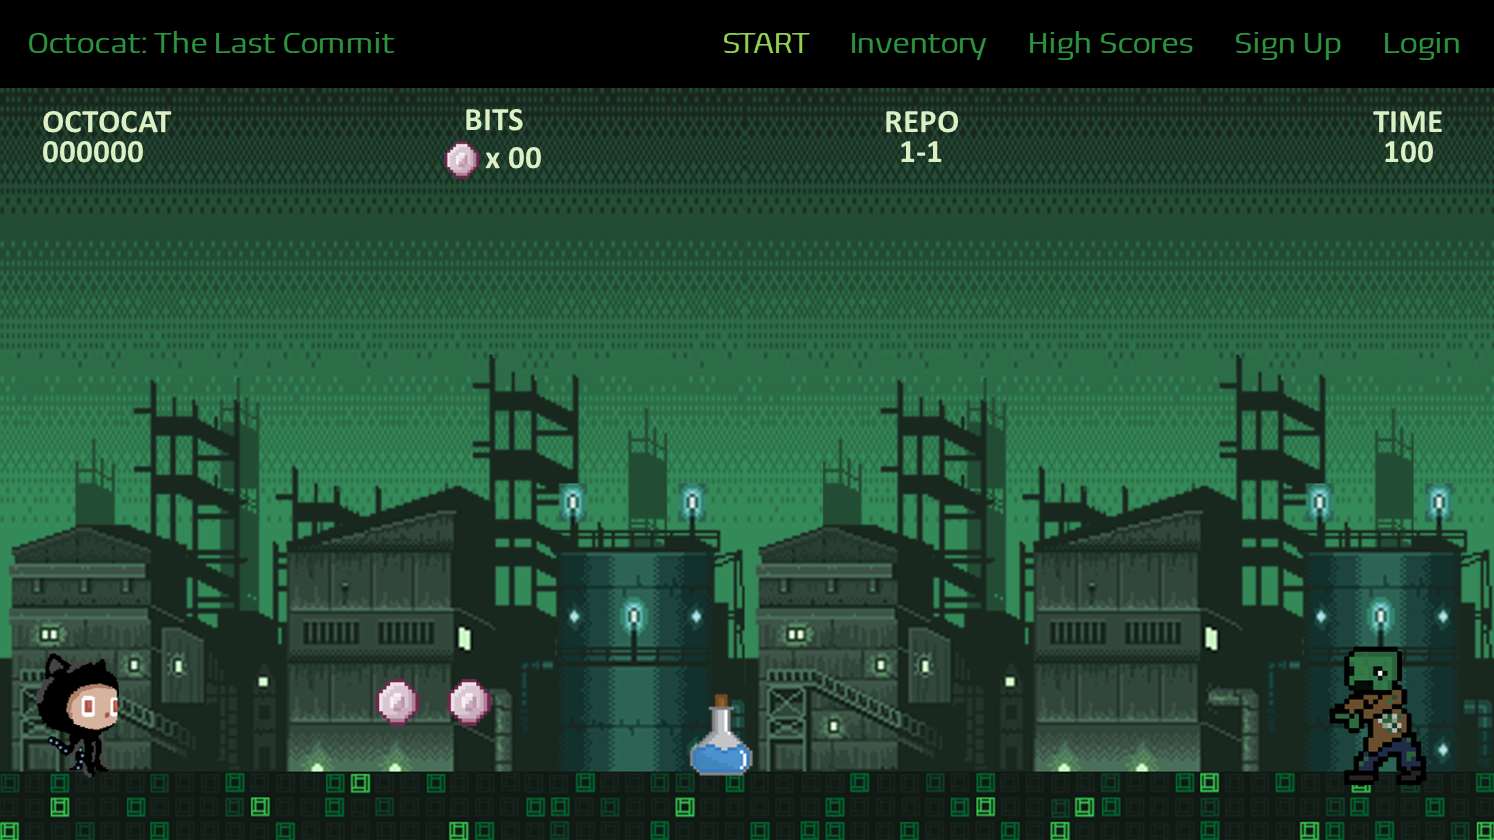 Octocat: The Last Commit START Inventory High Scores Sign Up Login
OCTOCAT BITS REPO TIME
000000 x 00 1-1 100